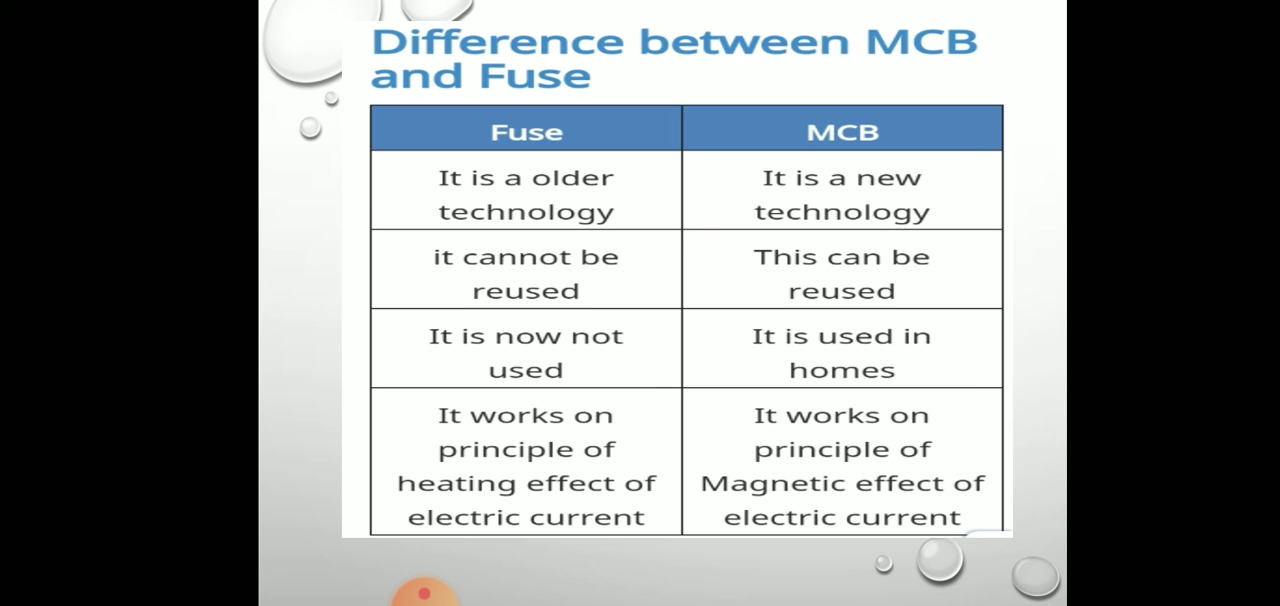 Difference between MCB
and Fuse
Fuse
MCB
It is a older
technology
It is a new
technology
it cannot be
reused
This can be
reused
It is now not
used
It is used in
homes
It works on
principle of
heating effect of
electric current
It works on
principle of
Magnetic effect of
electric current